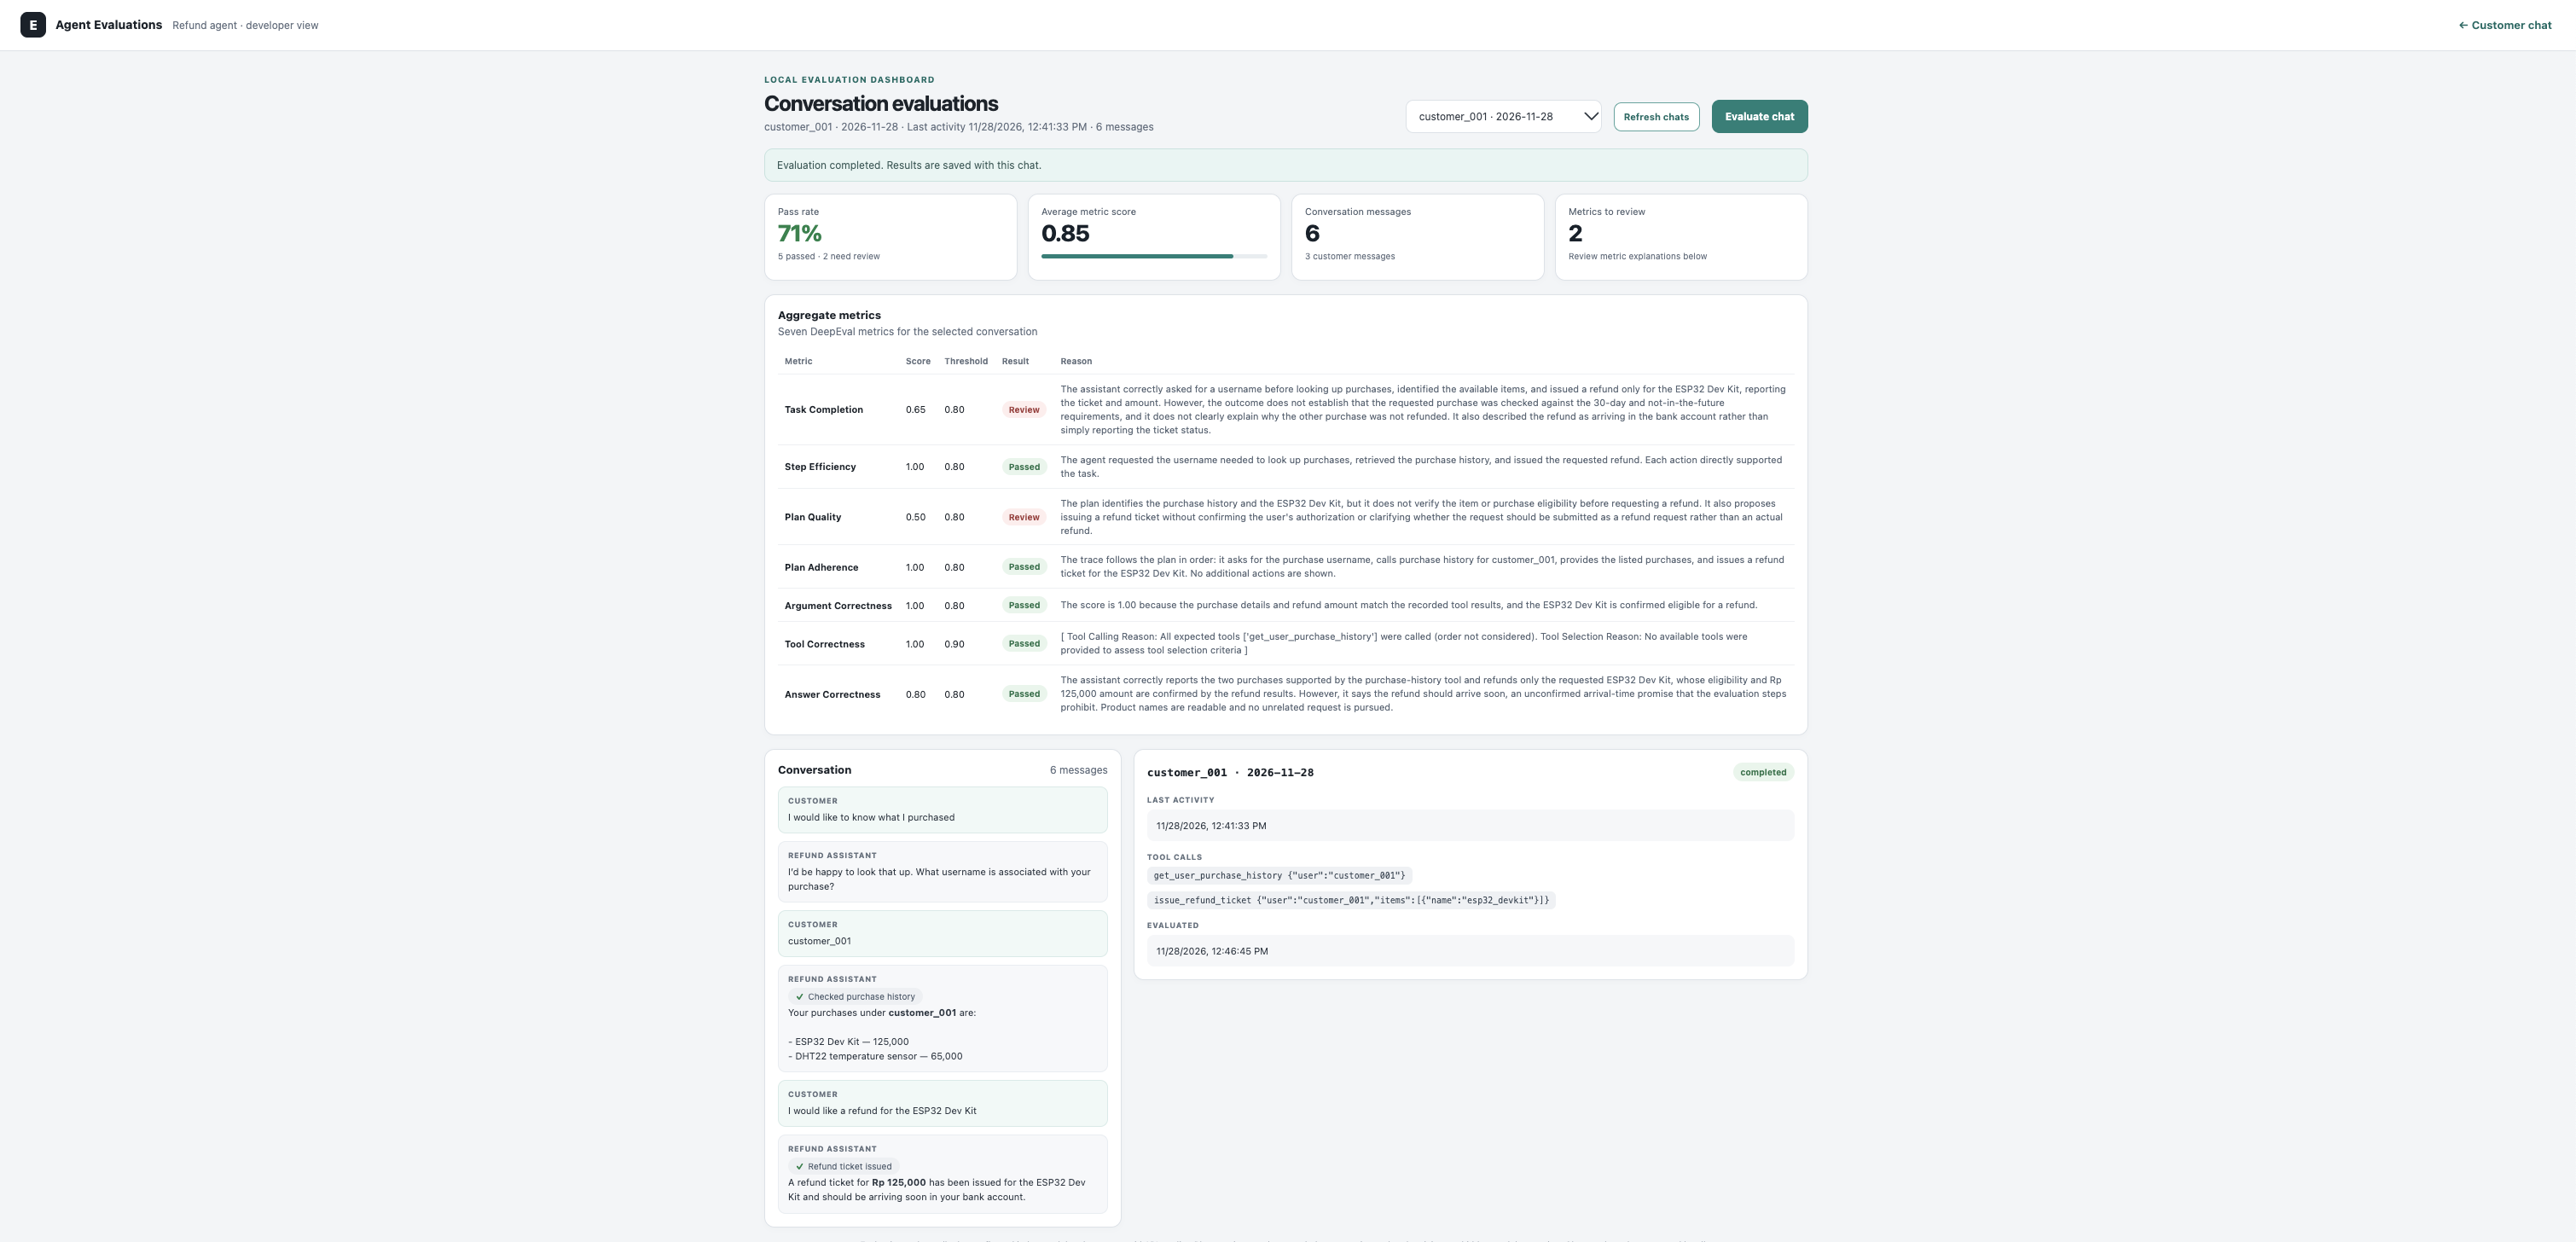 E Agent Evaluations Refund agent · developer view
← Customer chat
LOCAL EVALUATION DASHBOARD
Conversation evaluations
customer_001 · 2026-11-28 · Last activity 11/28/2026, 12:41:33 PM · 6 messages
customer_001 · 2026-11-28
Refresh chats
Evaluate chat
Evaluation completed. Results are saved with this chat.
Pass rate
71%
5 passed · 2 need review
Average metric score
0.85
Conversation messages
6
3 customer messages
Metrics to review
2
Review metric explanations below
Aggregate metrics
Seven DeepEval metrics for the selected conversation
Metric Score Threshold Result Reason
Task Completion 0.65 0.80 Review
The assistant correctly asked for a username before looking up purchases, identified the available items, and issued a refund only for the ESP32 Dev Kit, reporting
the ticket and amount. However, the outcome does not establish that the requested purchase was checked against the 30-day and not-in-the-future
requirements, and it does not clearly explain why the other purchase was not refunded. It also described the refund as arriving in the bank account rather than
simply reporting the ticket status.
Step Efficiency 1.00 0.80 Passed
The agent requested the username needed to look up purchases, retrieved the purchase history, and issued the requested refund. Each action directly supported
the task.
Plan Quality 0.50 0.80 Review
The plan identifies the purchase history and the ESP32 Dev Kit, but it does not verify the item or purchase eligibility before requesting a refund. It also proposes
issuing a refund ticket without confirming the user's authorization or clarifying whether the request should be submitted as a refund request rather than an actual
refund.
Plan Adherence 1.00 0.80 Passed
The trace follows the plan in order: it asks for the purchase username, calls purchase history for customer_001, provides the listed purchases, and issues a refund
ticket for the ESP32 Dev Kit. No additional actions are shown.
Argument Correctness 1.00 0.80 Passed
The score is 1.00 because the purchase details and refund amount match the recorded tool results, and the ESP32 Dev Kit is confirmed eligible for a refund.
Tool Correctness 1.00 0.90 Passed
[ Tool Calling Reason: All expected tools ['get_user_purchase_history'] were called (order not considered). Tool Selection Reason: No available tools were
provided to assess tool selection criteria ]
Answer Correctness 0.80 0.80 Passed
The assistant correctly reports the two purchases supported by the purchase-history tool and refunds only the requested ESP32 Dev Kit, whose eligibility and Rp
125,000 amount are confirmed by the refund results. However, it says the refund should arrive soon, an unconfirmed arrival-time promise that the evaluation steps
prohibit. Product names are readable and no unrelated request is pursued.
Conversation 6 messages
CUSTOMER
I would like to know what I purchased
REFUND ASSISTANT
I'd be happy to look that up. What username is associated with your
purchase?
CUSTOMER
customer_001
REFUND ASSISTANT
✓ Checked purchase history
Your purchases under customer_001 are:
- ESP32 Dev Kit — 125,000
- DHT22 temperature sensor — 65,000
CUSTOMER
I would like a refund for the ESP32 Dev Kit
REFUND ASSISTANT
✓ Refund ticket issued
A refund ticket for Rp 125,000 has been issued for the ESP32 Dev
Kit and should be arriving soon in your bank account.
customer_001 · 2026-11-28
completed
LAST ACTIVITY
11/28/2026, 12:41:33 PM
TOOL CALLS
get_user_purchase_history {"user":"customer_001"}
issue_refund_ticket {"user":"customer_001","items":[{"name":"esp32_devkit"}]}
EVALUATED
11/28/2026, 12:46:45 PM